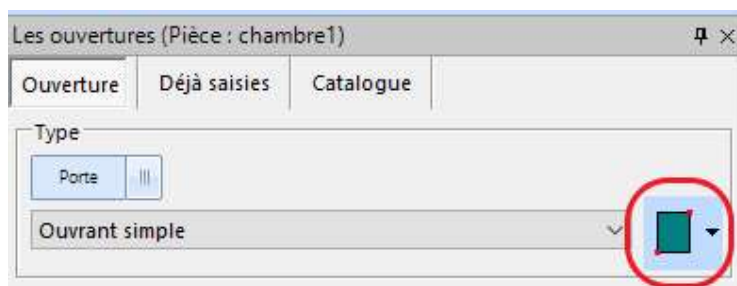 Les ouvertures (Pièce : chambre1)
Ouverture Déjà saisies Catalogue
Type
Porte
Ouvrant simple